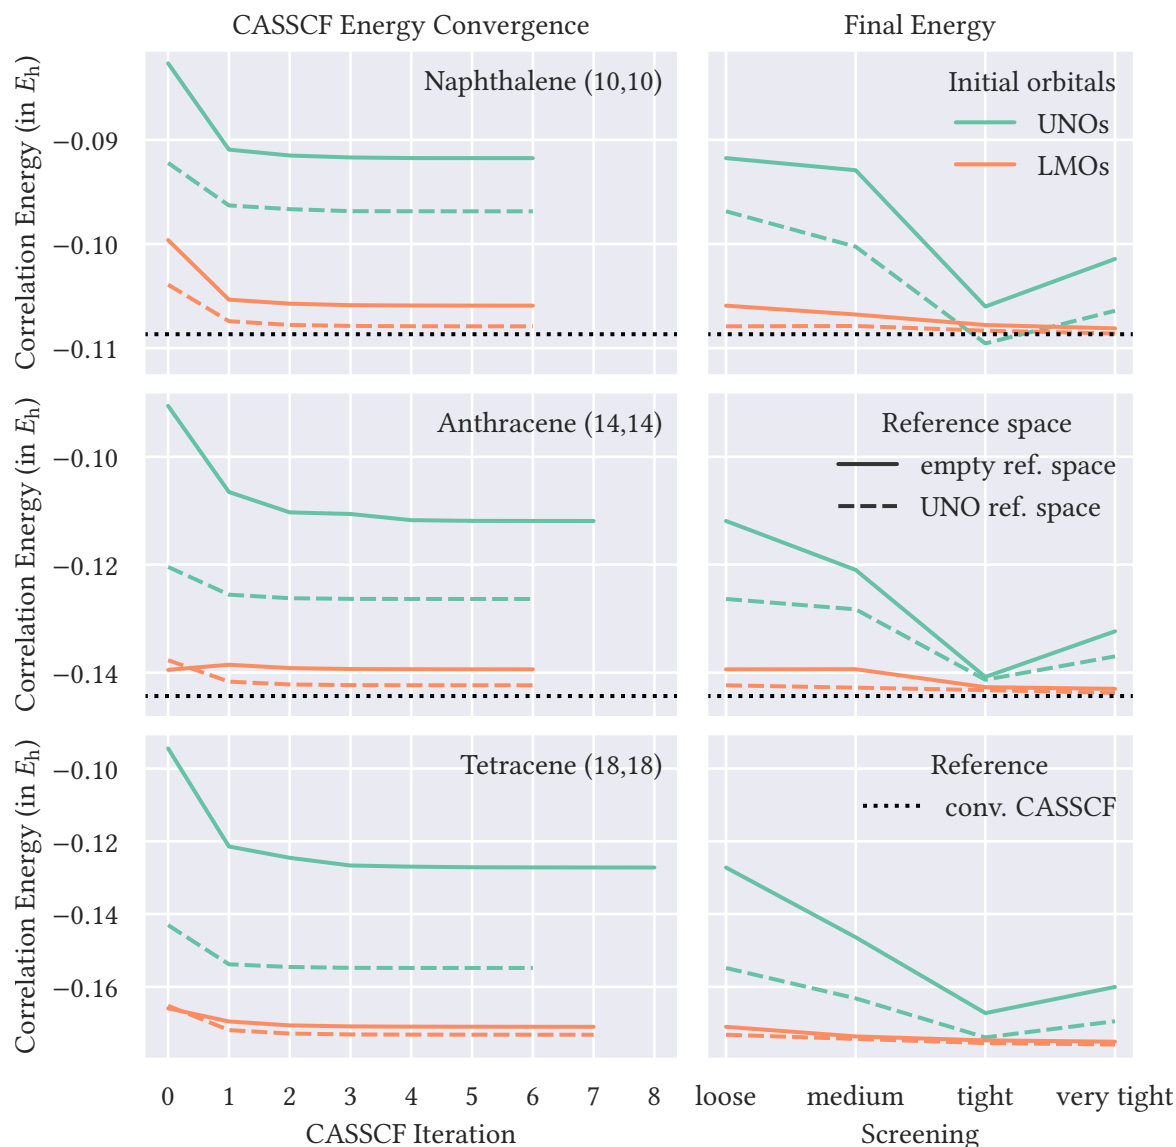 CASSCF Energy Convergence
Final Energy
Correlation Energy (in Eh)
−0.09
−0.10
−0.11
Naphthalene (10,10)
Initial orbitals
UNOs
LMOs
Correlation Energy (in Eh)
−0.10
−0.12
−0.14
Anthracene (14,14)
Reference space
empty ref. space
UNO ref. space
Correlation Energy (in Eh)
−0.10
−0.12
−0.14
−0.16
Tetracene (18,18)
Reference
conv. CASSCF
0 1 2 3 4 5 6 7 8
loose medium tight very tight
CASSCF Iteration
Screening